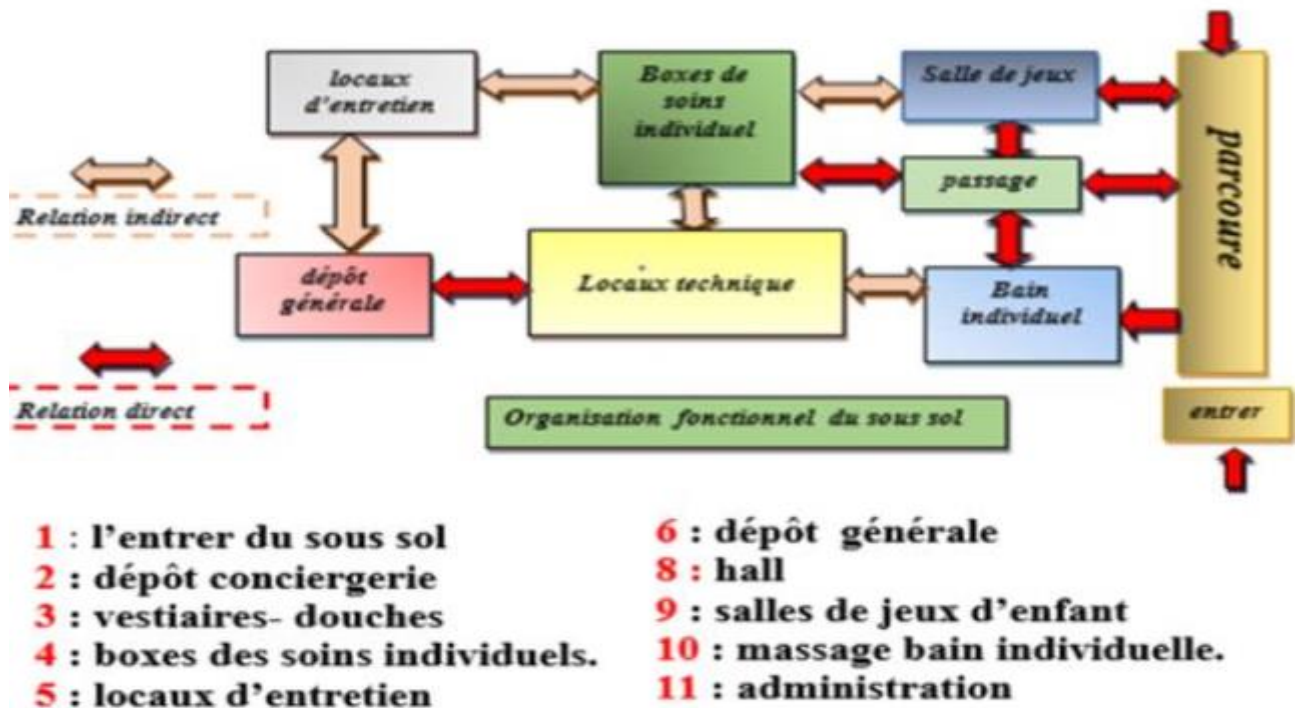 locaux
d'entretien
Boxes de
soins
individuel
Salle de jeux
parcoure
passage
Relation indirect
dépôt
générale
Locaux technique
Bain
individuel
Relation direct
Organisation fonctionnel du sous sol
entrer
1 : l'entrer du sous sol
2 : dépôt conciergerie
3 : vestiaires- douches
4 : boxes des soins individuels.
5 : locaux d'entretien
6 : dépôt générale
8 : hall
9 : salles de jeux d'enfant
10 : massage bain individuelle.
11 : administration